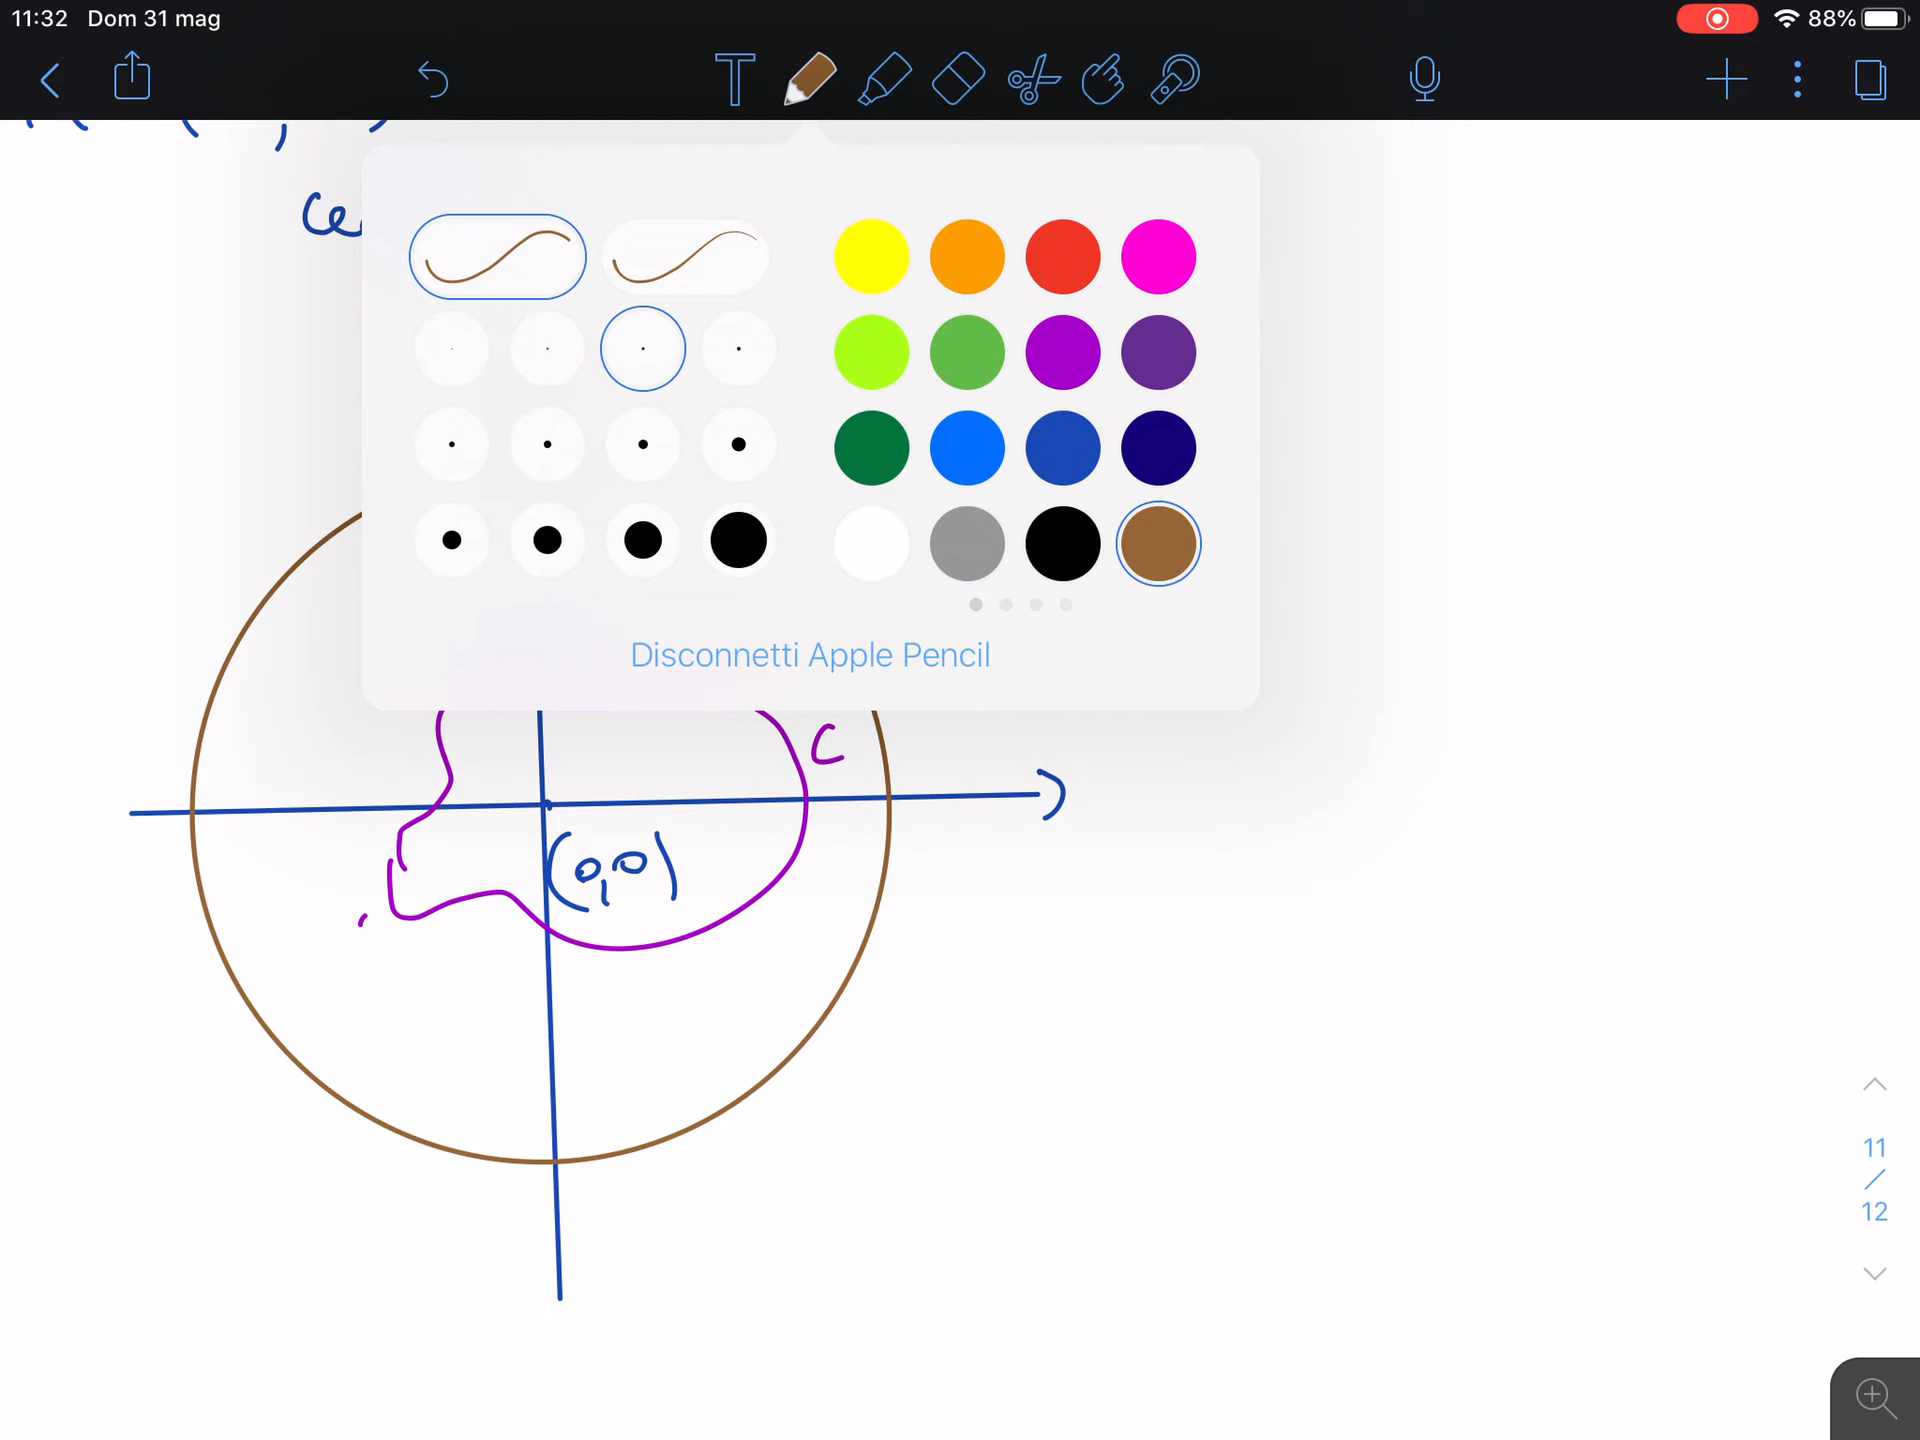 11:32 Dom 31 mag 88%
T
Disconnetti Apple Pencil
C
(0,0)
11
/
12